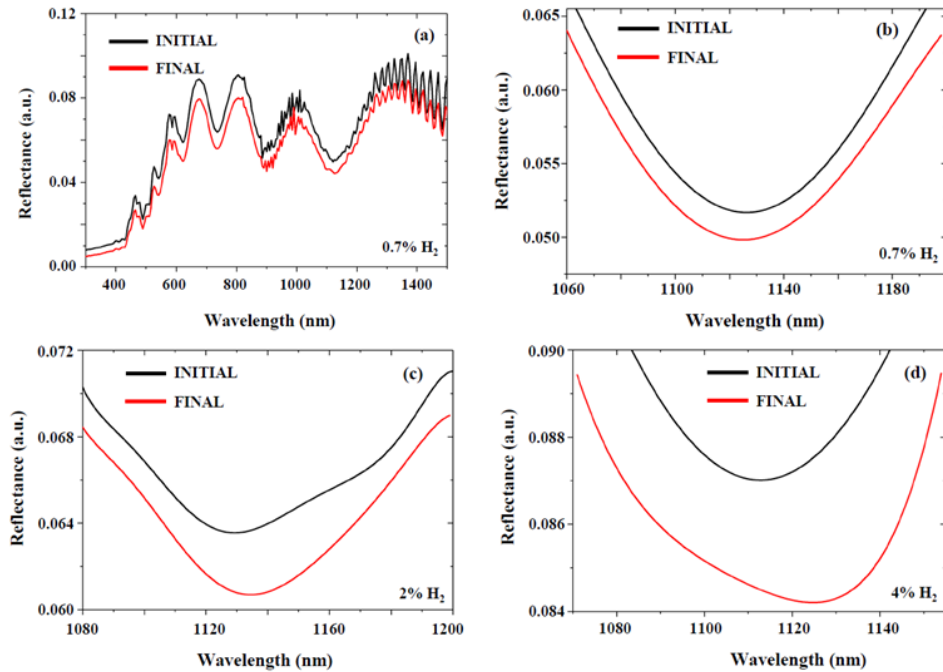 INITIAL
FINAL
(a)
0.12
0.08
0.04
0.00
Reflectance (a.u.)
400 600 800 1000 1200 1400
Wavelength (nm)
0.7% H₂
INITIAL
FINAL
(b)
0.065
0.060
0.055
0.050
Reflectance (a.u.)
1060 1100 1140 1180
Wavelength (nm)
0.7% H₂
INITIAL
FINAL
(c)
0.072
0.068
0.064
0.060
Reflectance (a.u.)
1080 1120 1160 1200
Wavelength (nm)
2% H₂
INITIAL
FINAL
(d)
0.090
0.088
0.086
0.084
Reflectance (a.u.)
1080 1100 1120 1140
Wavelength (nm)
4% H₂